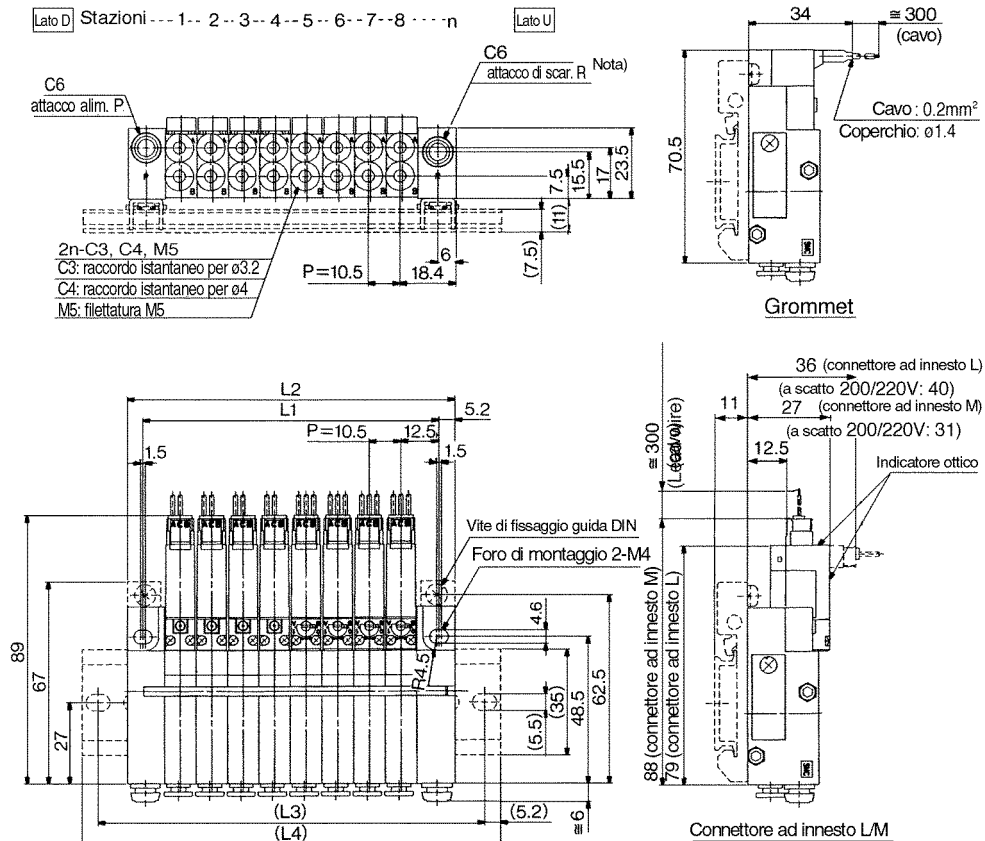 Lato D Stazioni ---1--2--3--4--5--6--7--8 ····n Lato U
C6
attacco alim. P
C6
attacco di scar. R Nota)
7.5
15.5
17
23.5
(11)
(7.5)
6
P=10.5
18.4
2n-C3, C4, M5
C3: raccordo istantaneo per ø3.2
C4: raccordo istantaneo per ø4
M5: filettatura M5
34
≅ 300
(cavo)
Cavo : 0.2mm²
Coperchio: ø1.4
70.5
Grommet
L2
L1
5.2
P=10.5
12.5
1.5
1.5
Vite di fissaggio guida DIN
Foro di montaggio 2-M4
4.6
R4.5
89
67
27
(5.5)
(35)
48.5
62.5
(L3)
(5.2)
(L4)
≅ 6
36 (connettore ad innesto L)
(a scatto 200/220V: 40)
11
27 (connettore ad innesto M)
(a scatto 200/220V: 31)
12.5
≅ 300
Indicatore ottico
88 (connettore ad innesto M)
79 (connettore ad innesto L)
SMC
Connettore ad innesto L/M